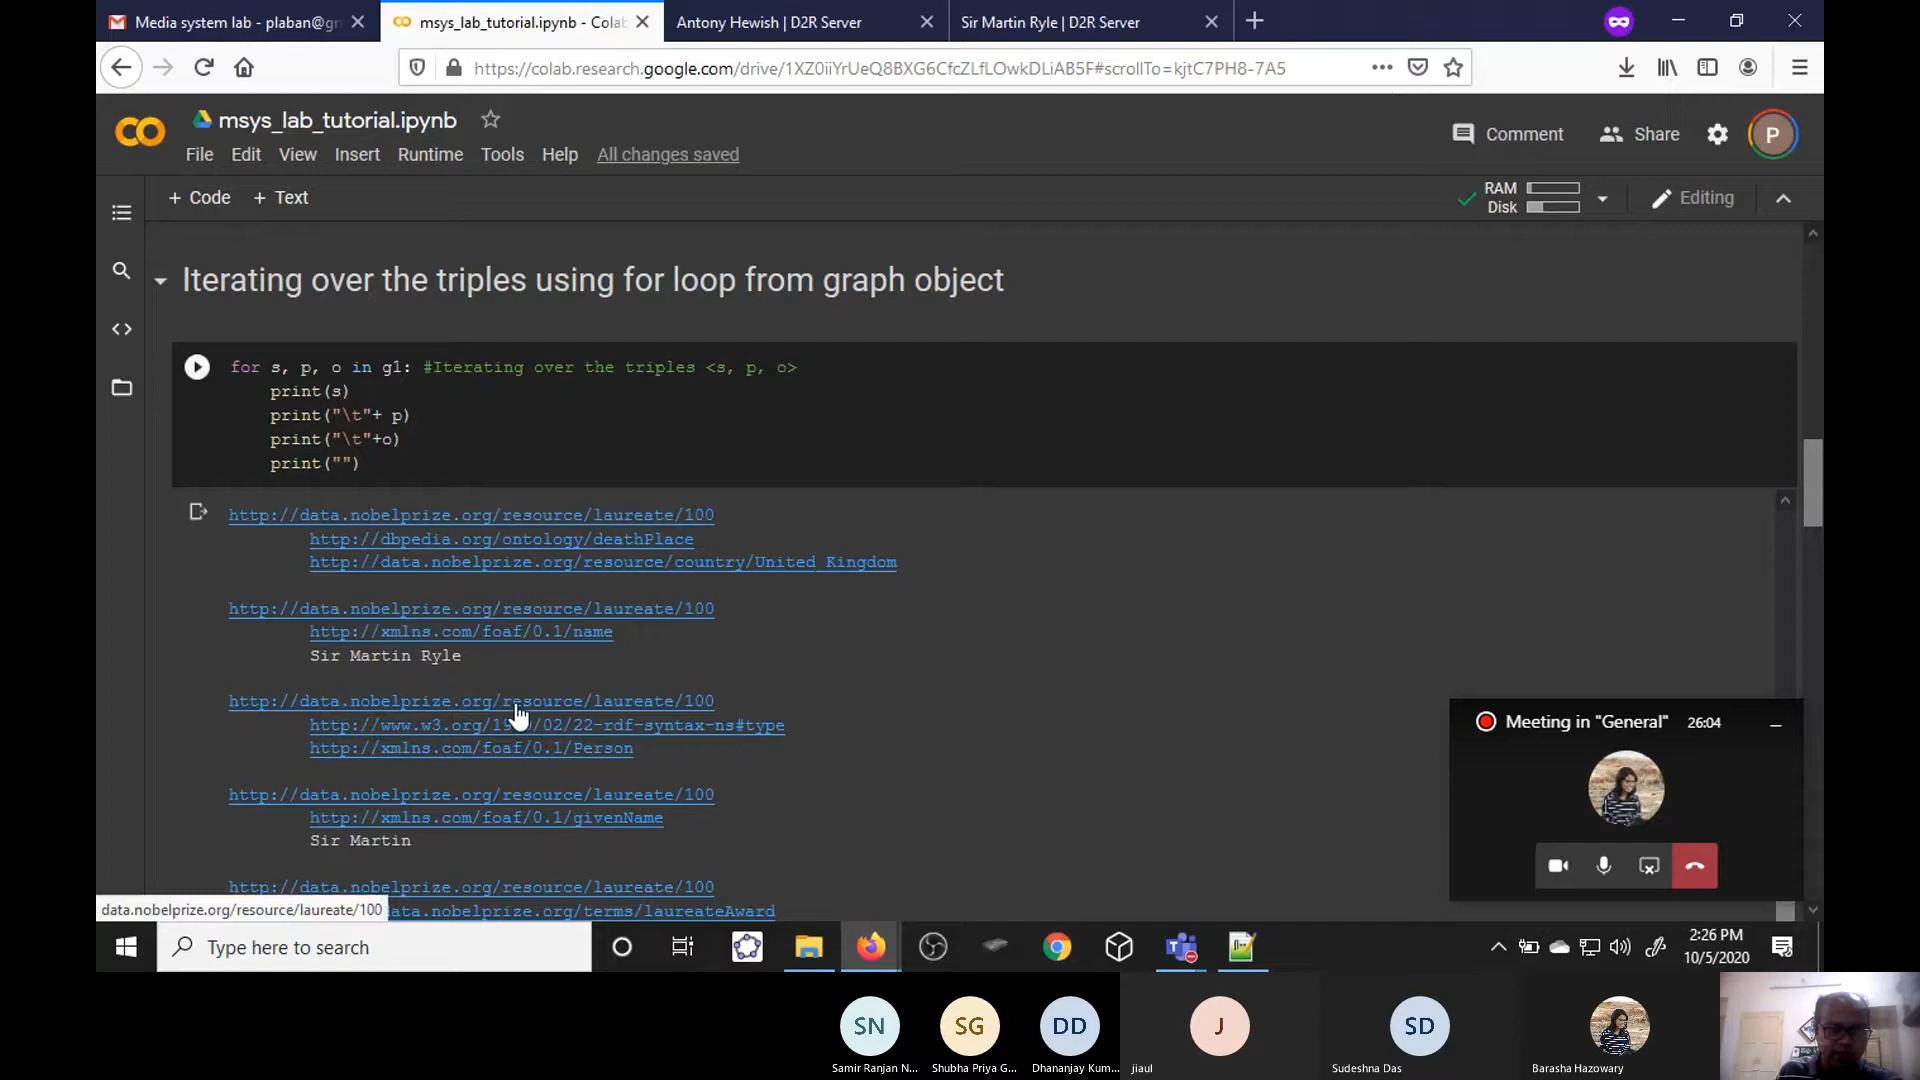 Media system lab - plaban@gm
msys_lab_tutorial.ipynb - Colab
Antony Hewish | D2R Server
Sir Martin Ryle | D2R Server
https://colab.research.google.com/drive/1XZ0iiYrUeQ8BXG6CfcZLfLOwkDLiAB5F#scrollTo=kjtC7PH8-7A5
msys_lab_tutorial.ipynb
Comment
Share
P
File Edit View Insert Runtime Tools Help All changes saved
+ Code + Text
RAM
Disk
Editing
Iterating over the triples using for loop from graph object
for s, p, o in g1: #Iterating over the triples <s, p, o>
print(s)
print("\t"+ p)
print("\t"+o)
print("")
http://data.nobelprize.org/resource/laureate/100
http://dbpedia.org/ontology/deathPlace
http://data.nobelprize.org/resource/country/United_Kingdom
http://data.nobelprize.org/resource/laureate/100
http://xmlns.com/foaf/0.1/name
Sir Martin Ryle
http://data.nobelprize.org/resource/laureate/100
http://www.w3.org/19 /02/22-rdf-syntax-ns#type
http://xmlns.com/foaf/0.1/Person
http://data.nobelprize.org/resource/laureate/100
http://xmlns.com/foaf/0.1/givenName
Sir Martin
http://data.nobelprize.org/resource/laureate/100
data.nobelprize.org/terms/laureateAward
data.nobelprize.org/resource/laureate/100
Meeting in "General" 26:04
Type here to search
2:26 PM
10/5/2020
SN
SG
DD
J
SD
Samir Ranjan N...
Shubha Priya G...
Dhananjay Kum...
jiaul
Sudeshna Das
Barasha Hazowary